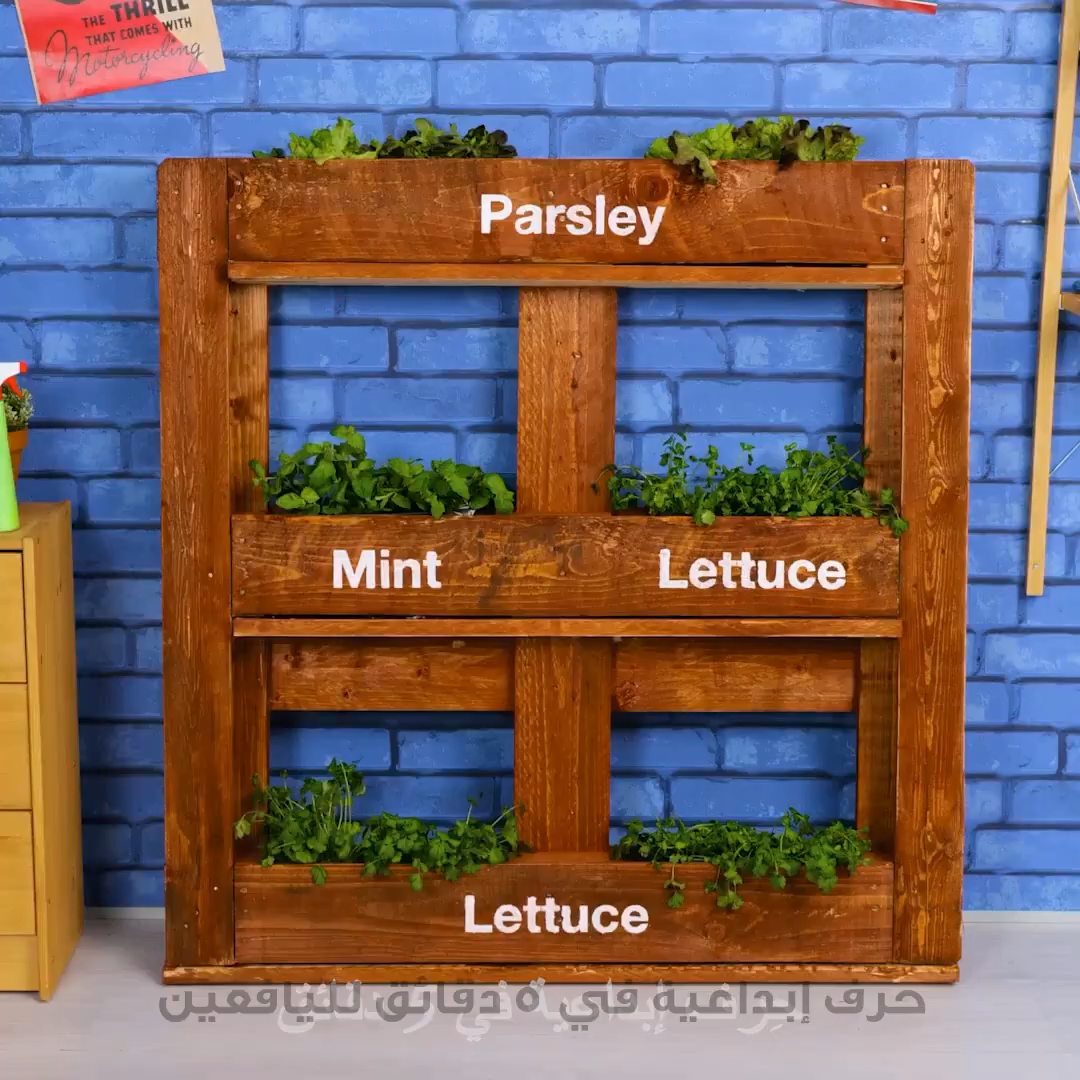 THE THRILL
THAT COMES WITH
Motorcycling
Parsley
Mint Lettuce
Lettuce
حرف إبداعية في ٥ دقائق لليافعين